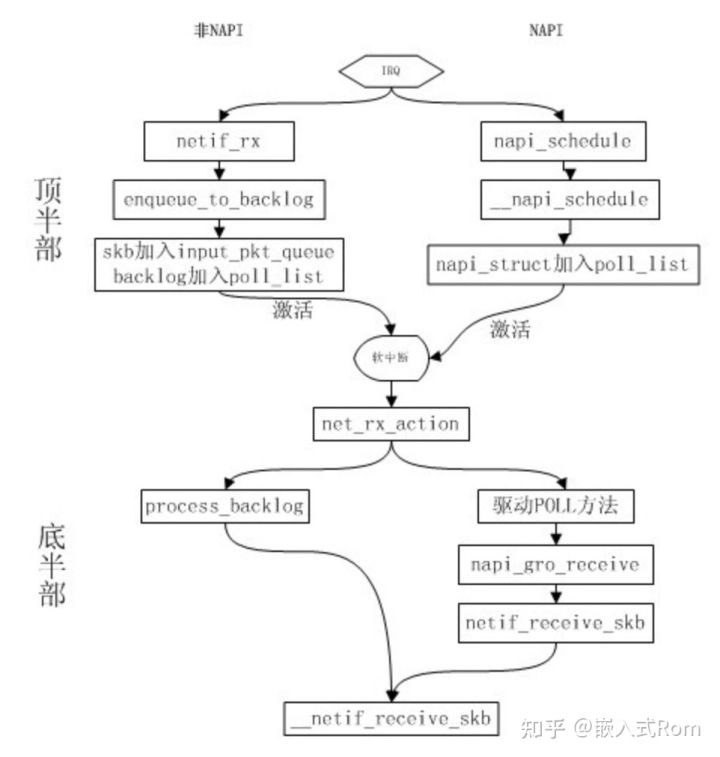 非NAPI
NAPI
IRQ
netif_rx
napi_schedule
顶半部
enqueue_to_backlog
__napi_schedule
skb加入input_pkt_queue
backlog加入poll_list
napi_struct加入poll_list
激活
激活
软中断
net_rx_action
底半部
process_backlog
驱动POLL方法
napi_gro_receive
netif_receive_skb
__netif_receive_skb
知乎 @嵌入式Rom